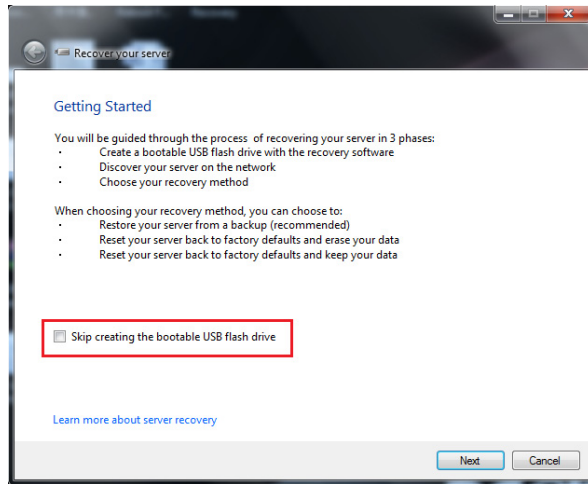 Recover your server
Getting Started
You will be guided through the process of recovering your server in 3 phases:
· Create a bootable USB flash drive with the recovery software
· Discover your server on the network
· Choose your recovery method
When choosing your recovery method, you can choose to:
· Restore your server from a backup (recommended)
· Reset your server back to factory defaults and erase your data
· Reset your server back to factory defaults and keep your data
Skip creating the bootable USB flash drive
Learn more about server recovery
Next Cancel